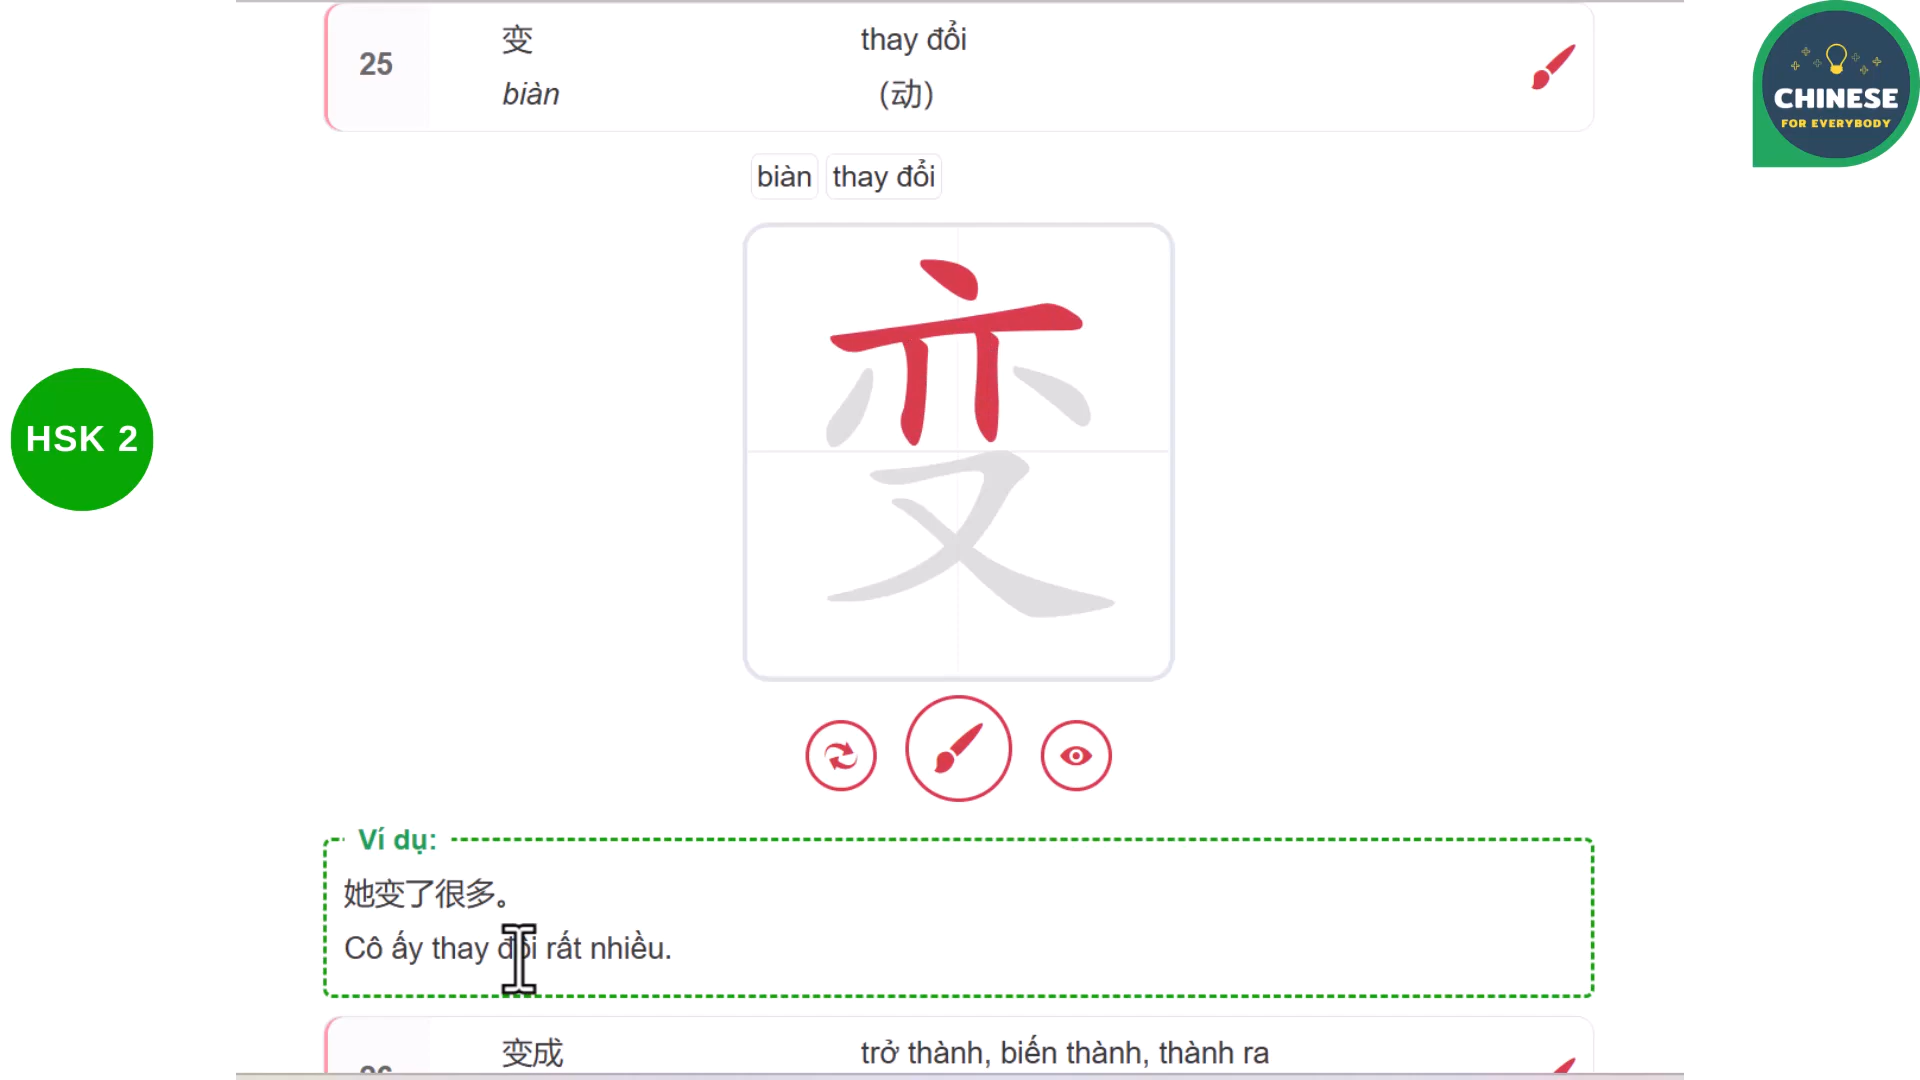 25
变
thay đổi
biàn
(动)
CHINESE
FOR EVERYBODY
biàn
thay đổi
变
HSK 2
Ví dụ:
她变了很多。
Cô ấy thay đổi rất nhiều.
变成
trở thành, biến thành, thành ra